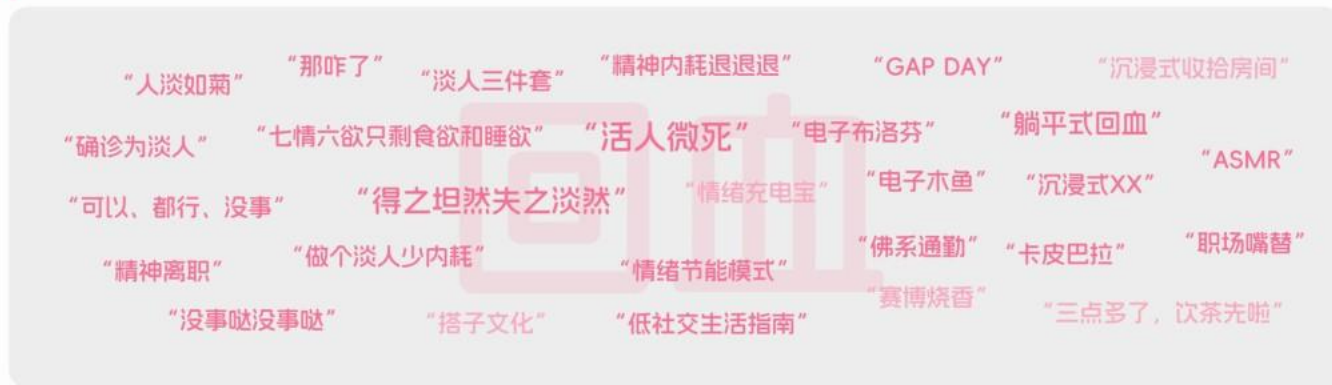 “人淡如菊” “那咋了” “淡人三件套” “精神内耗退退退” “GAP DAY” “沉浸式收拾房间”
“确诊为淡人” “七情六欲只剩食欲和睡欲” “活人微死” “电子布洛芬” “躺平式回血”
“ASMR”
“可以、都行、没事” “得之坦然失之淡然” “情绪充电宝” “电子木鱼” “沉浸式XX”
“精神离职” “做个淡人少内耗” “情绪节能模式” “佛系通勤” “卡皮巴拉” “职场嘴替”
“赛博烧香”
“没事哒没事哒” “搭子文化” “低社交生活指南” “三点多了，饮茶先啦”
回血